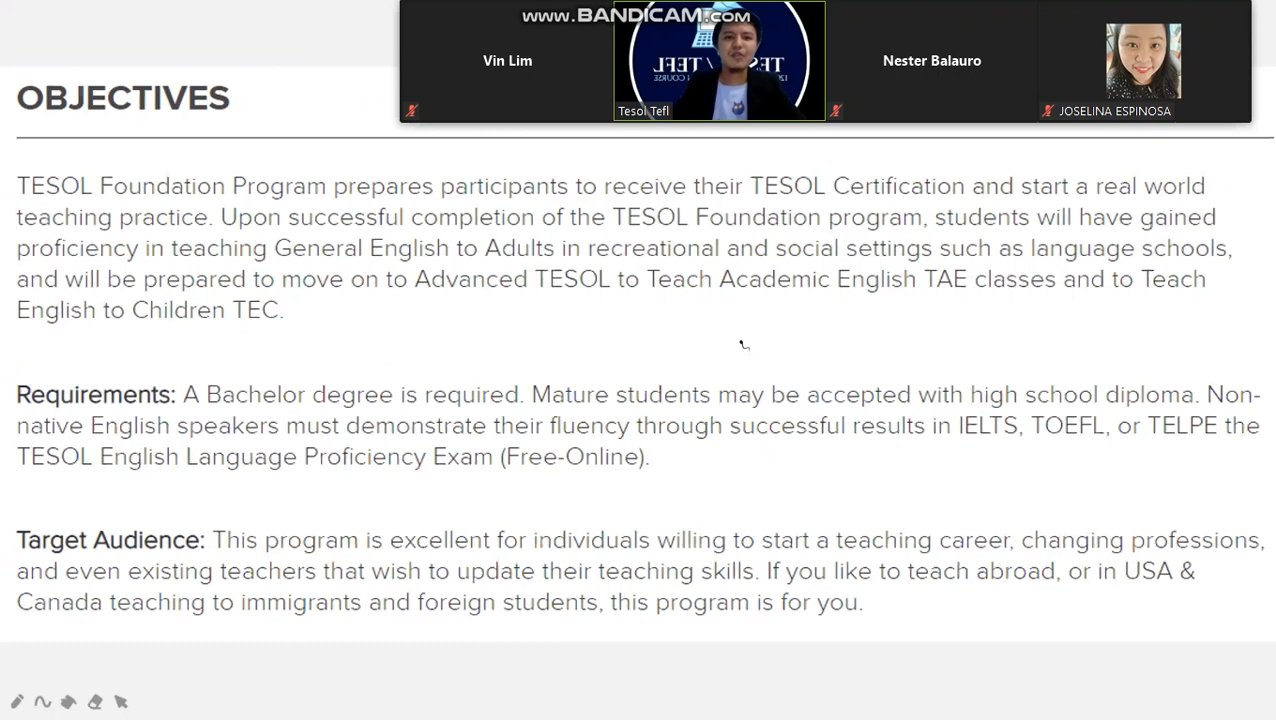 www.BANDICAM.com
Vin Lim
Nester Balauro
Tesol Tefl
JOSELINA ESPINOSA
OBJECTIVES
TESOL Foundation Program prepares participants to receive their TESOL Certification and start a real world
teaching practice. Upon successful completion of the TESOL Foundation program, students will have gained
proficiency in teaching General English to Adults in recreational and social settings such as language schools,
and will be prepared to move on to Advanced TESOL to Teach Academic English TAE classes and to Teach
English to Children TEC.
Requirements: A Bachelor degree is required. Mature students may be accepted with high school diploma. Non-
native English speakers must demonstrate their fluency through successful results in IELTS, TOEFL, or TELPE the
TESOL English Language Proficiency Exam (Free-Online).
Target Audience: This program is excellent for individuals willing to start a teaching career, changing professions,
and even existing teachers that wish to update their teaching skills. If you like to teach abroad, or in USA &
Canada teaching to immigrants and foreign students, this program is for you.